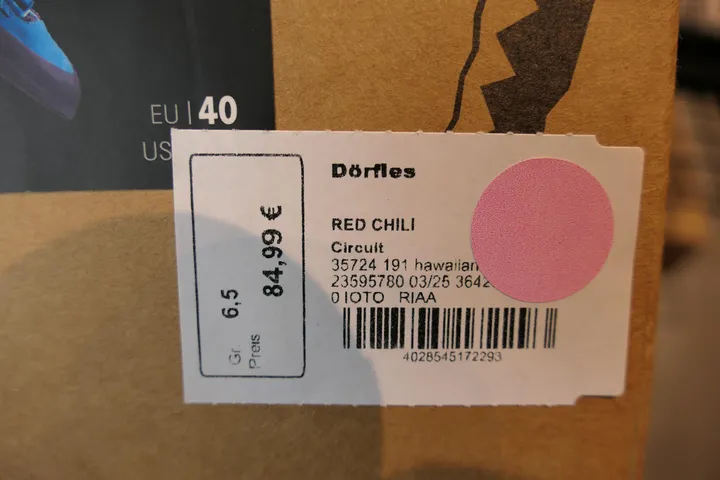 EU | 40
US
Dörfles
RED CHILI
Circuit
35724 191 hawaiian
23595780 03/25 3642
0 IOTO RIAA
4028545172293
Gr. 6,5
Preis 84,99 €